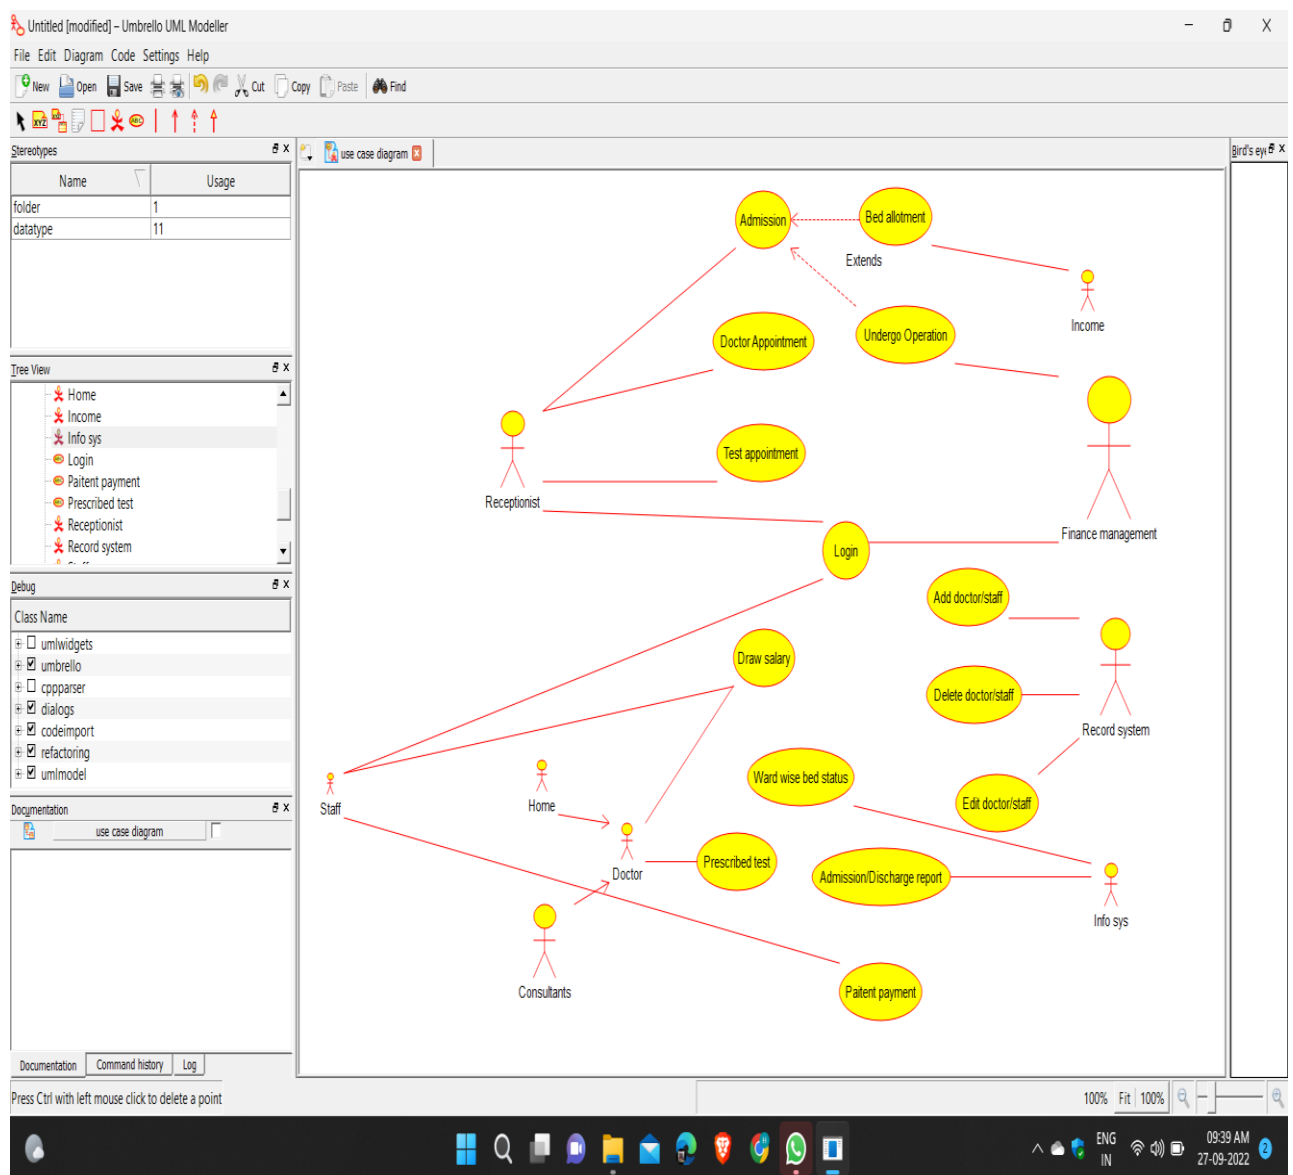 Untitled [modified] – Umbrello UML Modeller
File Edit Diagram Code Settings Help
New Open Save Cut Copy Paste Find
XYZ ABC
Stereotypes
Name Usage
folder 1
datatype 11
Tree View
Home
Income
Info sys
Login
Paitent payment
Prescribed test
Receptionist
Record system
Debug
Class Name
umlwidgets
umbrello
cppparser
dialogs
codeimport
refactoring
umlmodel
Documentation
use case diagram
Documentation Command history Log
Press Ctrl with left mouse click to delete a point
use case diagram
Bird's eye
Admission
Bed allotment
Extends
Income
Doctor Appointment
Undergo Operation
Test appointment
Receptionist
Finance management
Login
Add doctor/staff
Draw salary
Delete doctor/staff
Record system
Ward wise bed status
Edit doctor/staff
Staff
Home
Doctor
Prescribed test
Admission/Discharge report
Info sys
Consultants
Paitent payment
100% Fit 100%
ENG
IN
09:39 AM
27-09-2022
2